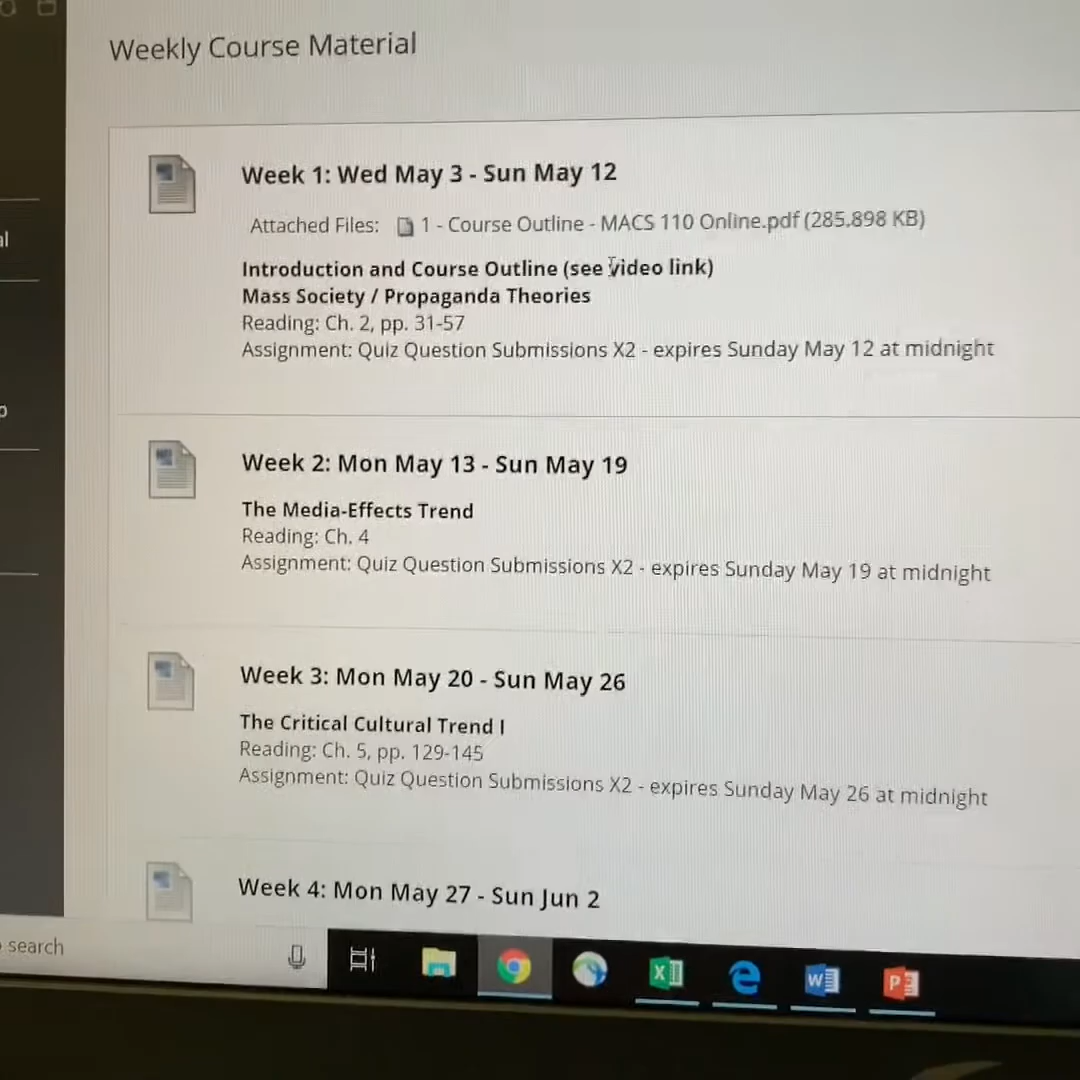 Weekly Course Material
Week 1: Wed May 3 - Sun May 12
Attached Files: 1 - Course Outline - MACS 110 Online.pdf (285.898 KB)
Introduction and Course Outline (see video link)
Mass Society / Propaganda Theories
Reading: Ch. 2, pp. 31-57
Assignment: Quiz Question Submissions X2 - expires Sunday May 12 at midnight
Week 2: Mon May 13 - Sun May 19
The Media-Effects Trend
Reading: Ch. 4
Assignment: Quiz Question Submissions X2 - expires Sunday May 19 at midnight
Week 3: Mon May 20 - Sun May 26
The Critical Cultural Trend I
Reading: Ch. 5, pp. 129-145
Assignment: Quiz Question Submissions X2 - expires Sunday May 26 at midnight
Week 4: Mon May 27 - Sun Jun 2
search